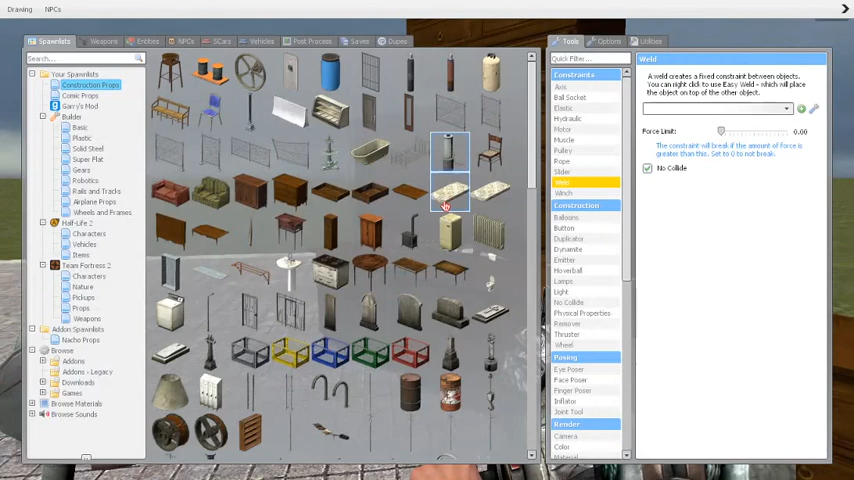 Drawing NPCs
Spawnlists Weapons Entities NPCs SCars Vehicles Post Process Saves Dupes
Search...
Your Spawnlists
Construction Props
Comic Props
Garry's Mod
Builder
Basic
Plastic
Solid Steel
Super Plat
Gears
Robotics
Rails and Tracks
Airplane Props
Wheels and Frames
Half-Life 2
Characters
Vehicles
Items
Team Fortress 2
Characters
Nature
Pickups
Props
Weapons
Addon Spawnlists
Nacho Props
Browse
Addons
Addons - Legacy
Downloads
Games
Browse Materials
Browse Sounds
Tools Options Utilities
Quick Filter...
Constraints
Axis
Ball Socket
Elastic
Hydraulic
Motor
Muscle
Pulley
Rope
Slider
Weld
Winch
Construction
Balloons
Button
Duplicator
Dynamite
Emitter
Hoverball
Lamps
Light
No Collide
Physical Properties
Remover
Thruster
Wheel
Posing
Eye Poser
Face Poser
Finger Poser
Inflator
Joint Tool
Render
Camera
Color
Material
Weld
A weld creates a fixed constraint between objects.
You can right click to use Easy Weld - which will place
the object on top of the other object.
Force Limit: 0.00
The constraint will break if the amount of force is
greater than this. Set to 0 to not break.
No Collide